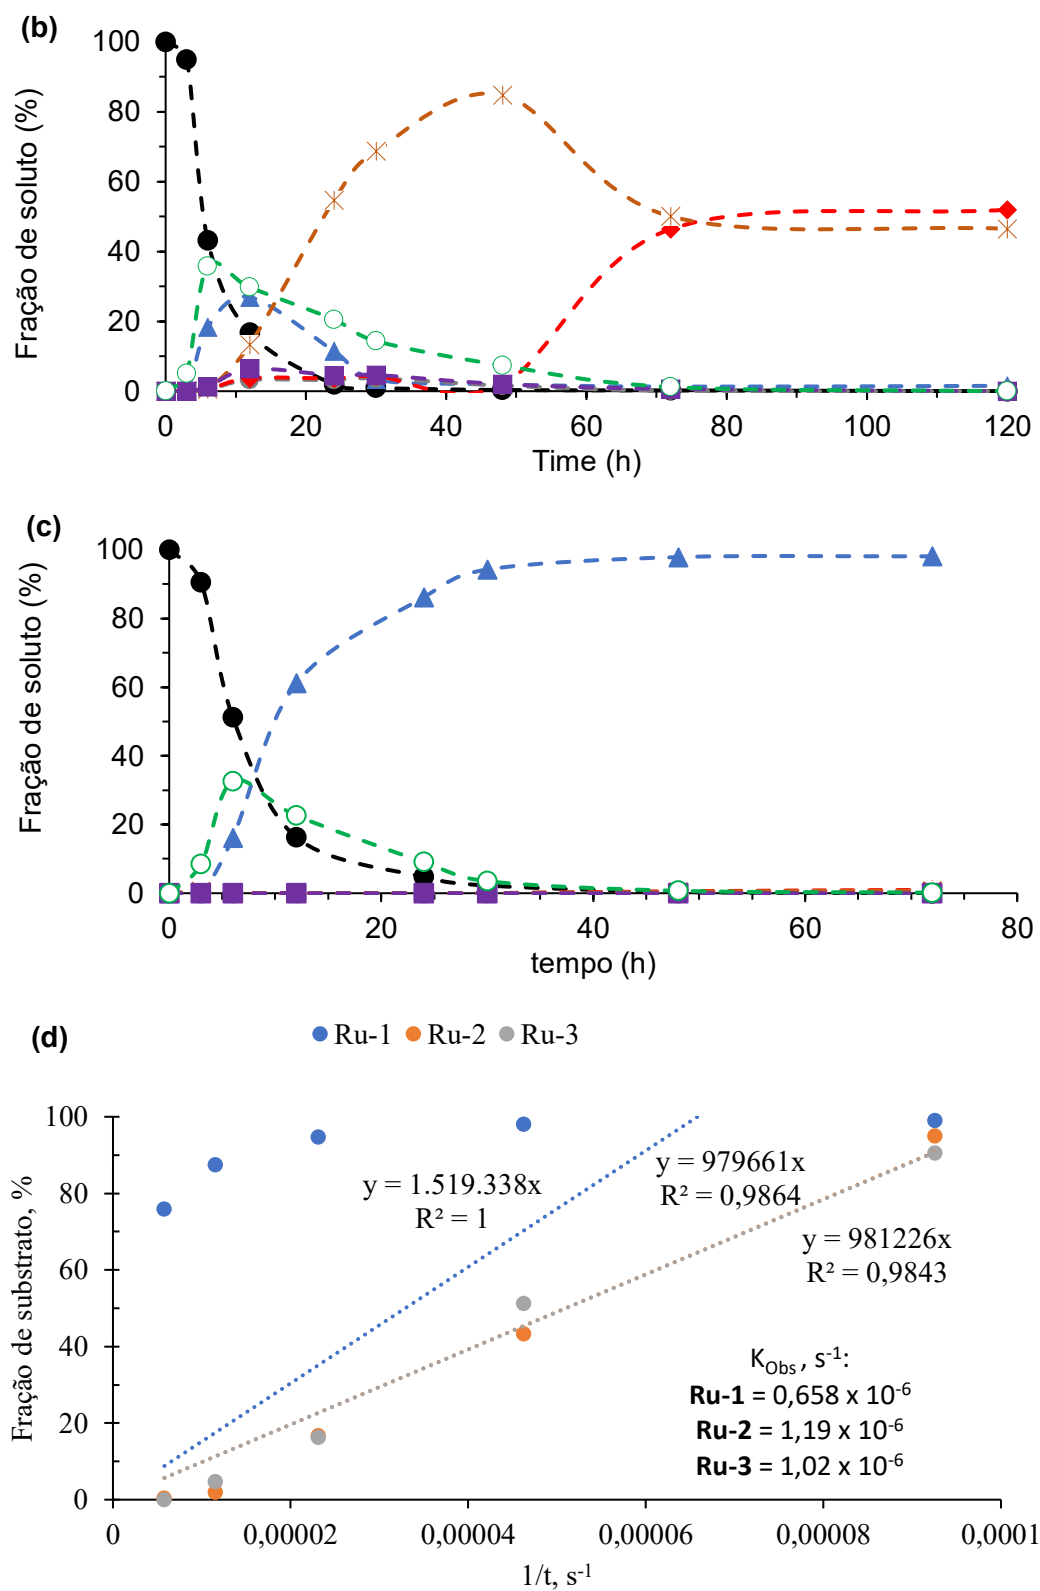 (b)
Fração de soluto (%)
100
80
60
40
20
0
0 20 40 60 80 100 120
Time (h)
(c)
Fração de soluto (%)
100
80
60
40
20
0
0 20 40 60 80
tempo (h)
(d)
Ru-1 Ru-2 Ru-3
Fração de substrato, %
100
80
60
40
20
0
y = 1.519.338x
R² = 1
y = 979661x
R² = 0,9864
y = 981226x
R² = 0,9843
K_Obs, s⁻¹:
Ru-1 = 0,658 x 10⁻⁶
Ru-2 = 1,19 x 10⁻⁶
Ru-3 = 1,02 x 10⁻⁶
0 0,00002 0,00004 0,00006 0,00008 0,0001
1/t, s⁻¹